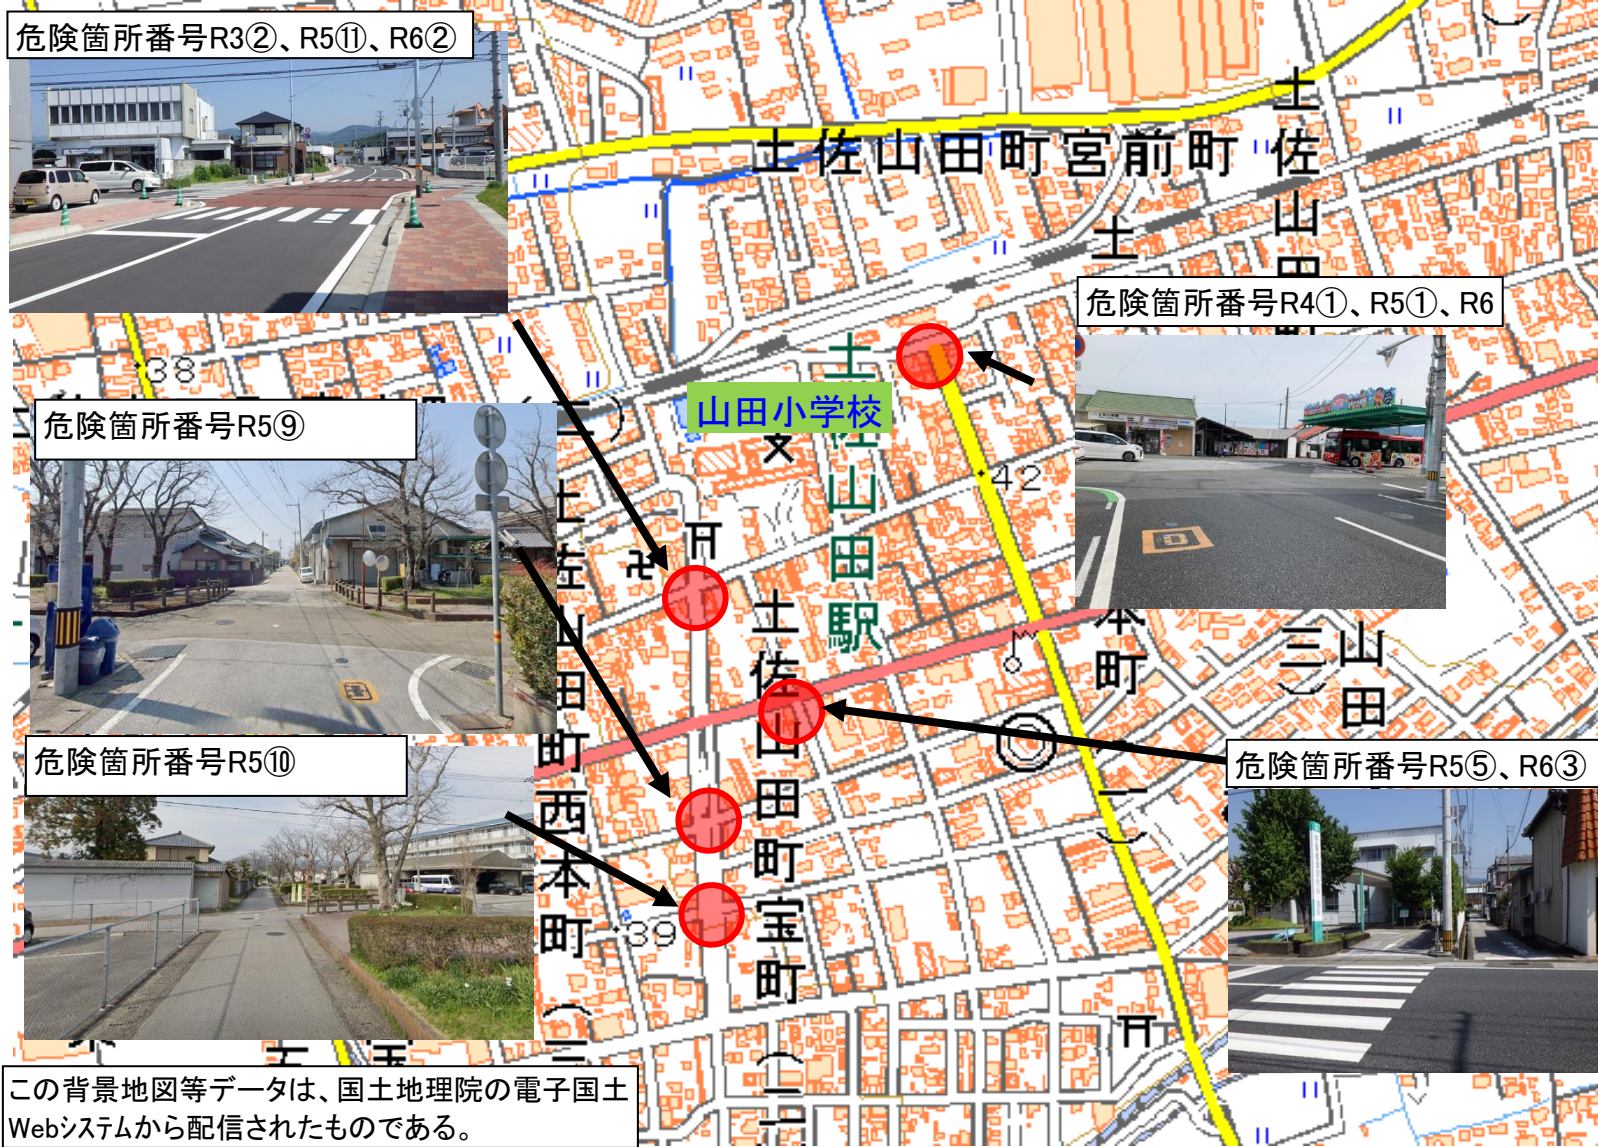 危険箇所番号R3②、R5⑪、R6②
土佐山田町宮前町
土佐山田町
土
危険箇所番号R4①、R5①、R6
38
山田小学校
危険箇所番号R5⑨
42
文
土佐山田駅
土佐山田町西本町(三
土佐山田町宝町(二
本町
一)
山田
三)
危険箇所番号R5⑩
危険箇所番号R5⑤、R6③
39
この背景地図等データは、国土地理院の電子国土
Webシステムから配信されたものである。